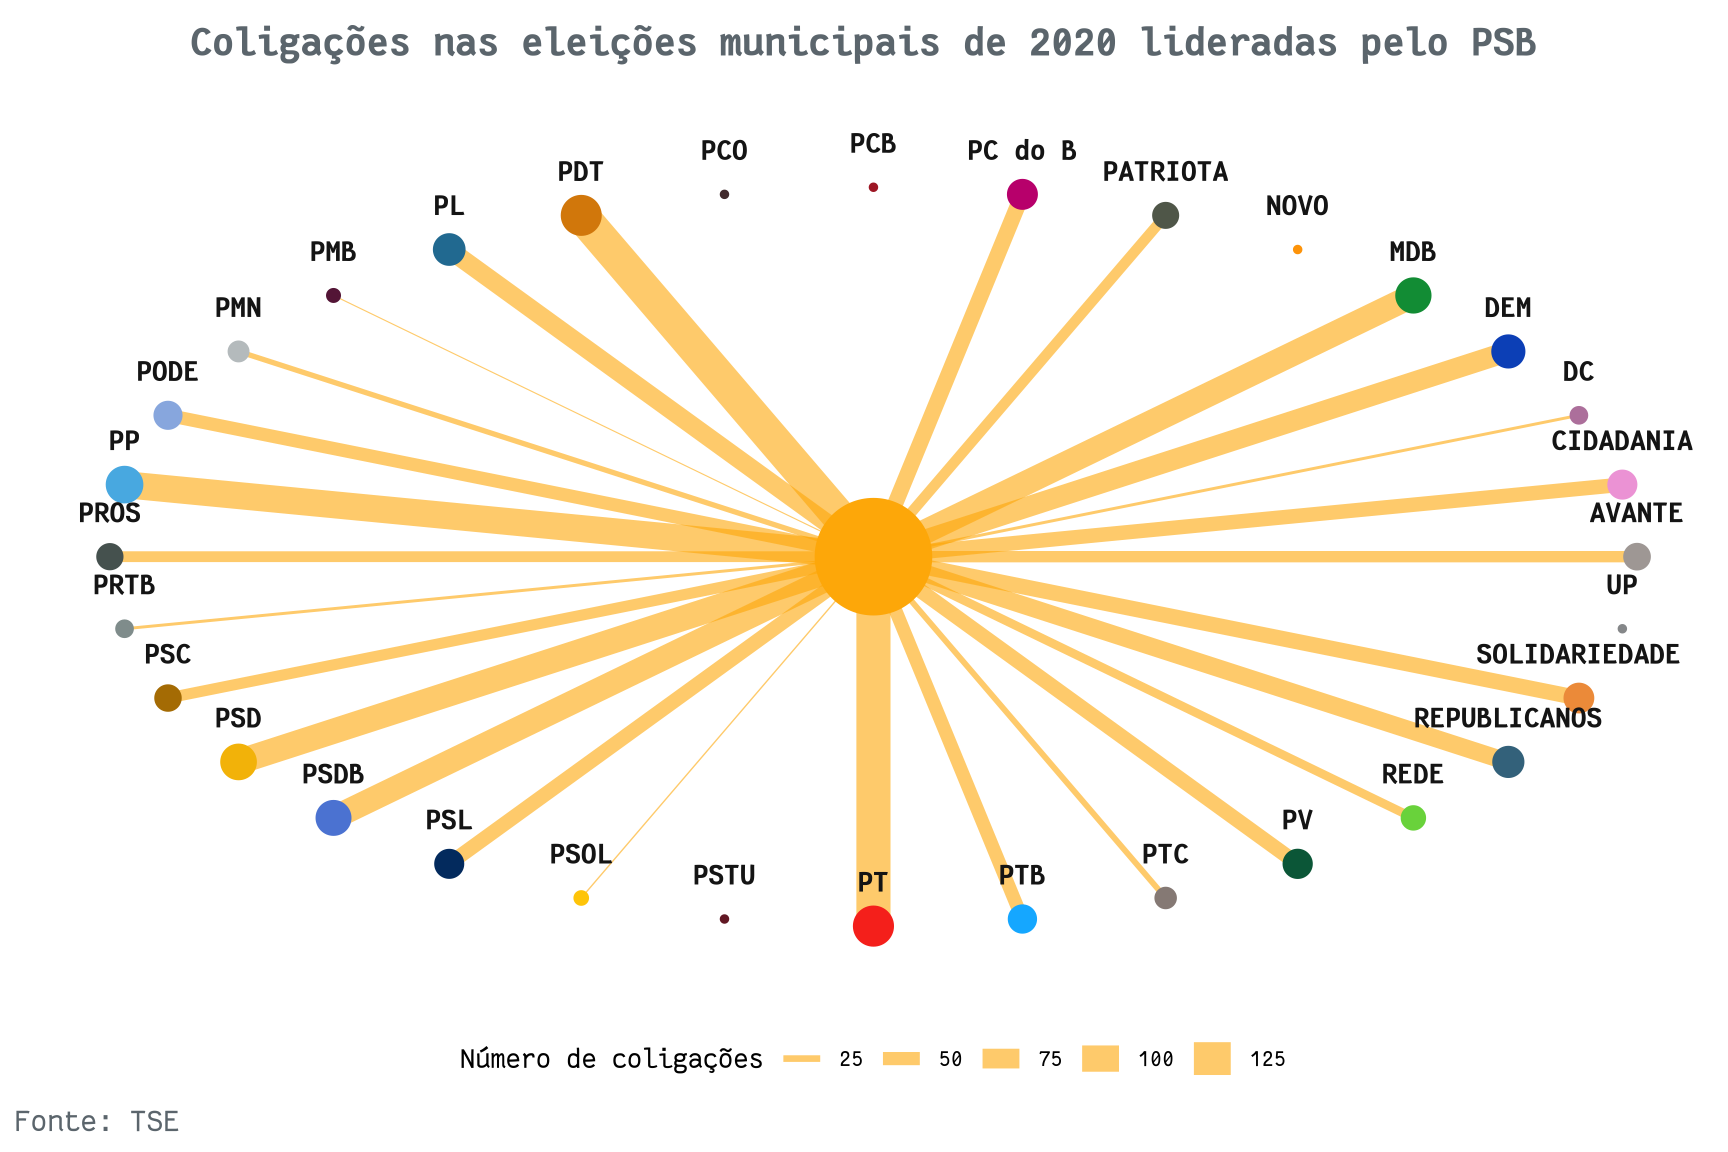 Coligações nas eleições municipais de 2020 lideradas pelo PSB
PCB
PCO
PC do B
PDT
PATRIOTA
PL
NOVO
PMB
MDB
PMN
DEM
PODE
DC
PP
CIDADANIA
PROS
AVANTE
PRTB
UP
PSC
SOLIDARIEDADE
PSD
REPUBLICANOS
PSDB
REDE
PSL
PV
PSOL
PTC
PSTU
PT
PTB
Número de coligações 25 50 75 100 125
Fonte: TSE